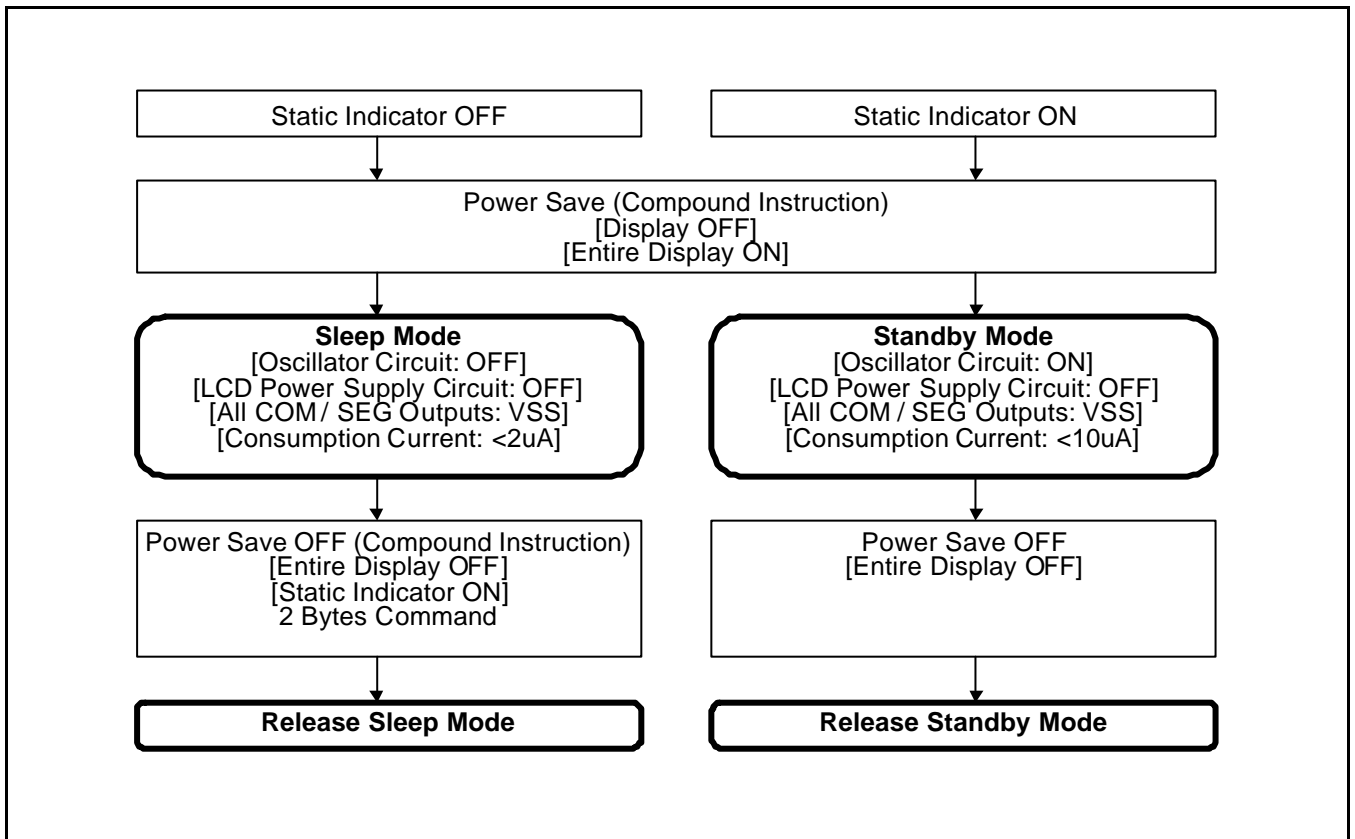 Static Indicator OFF
Static Indicator ON
Power Save (Compound Instruction)
[Display OFF]
[Entire Display ON]
Sleep Mode
[Oscillator Circuit: OFF]
[LCD Power Supply Circuit: OFF]
[All COM / SEG Outputs: VSS]
[Consumption Current: <2uA]
Standby Mode
[Oscillator Circuit: ON]
[LCD Power Supply Circuit: OFF]
[All COM / SEG Outputs: VSS]
[Consumption Current: <10uA]
Power Save OFF (Compound Instruction)
[Entire Display OFF]
[Static Indicator ON]
2 Bytes Command
Power Save OFF
[Entire Display OFF]
Release Sleep Mode
Release Standby Mode